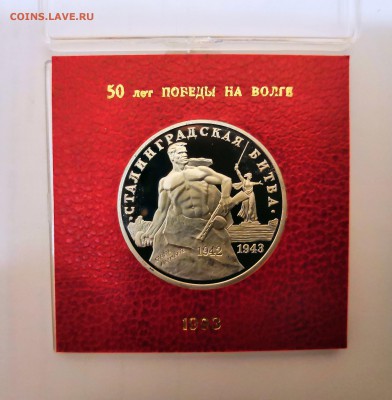 COINS.LAVE.RU
50 лет ПОБЕДЫ НА ВОЛГЕ
·СТАЛИНГРАДСКАЯ БИТВА·
1942 1943
1993